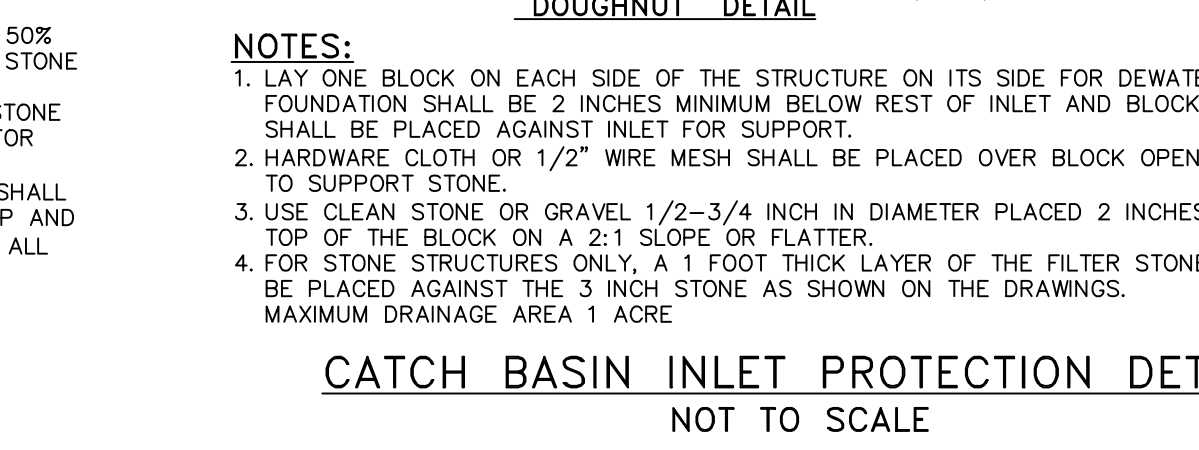 DOUGHNUT DETAIL
50%
STONE
STONE
TOR
SHALL
P AND
ALL
NOTES:
1. LAY ONE BLOCK ON EACH SIDE OF THE STRUCTURE ON ITS SIDE FOR DEWATE
FOUNDATION SHALL BE 2 INCHES MINIMUM BELOW REST OF INLET AND BLOCK
SHALL BE PLACED AGAINST INLET FOR SUPPORT.
2. HARDWARE CLOTH OR 1/2” WIRE MESH SHALL BE PLACED OVER BLOCK OPEN
TO SUPPORT STONE.
3. USE CLEAN STONE OR GRAVEL 1/2–3/4 INCH IN DIAMETER PLACED 2 INCHES
TOP OF THE BLOCK ON A 2:1 SLOPE OR FLATTER.
4. FOR STONE STRUCTURES ONLY, A 1 FOOT THICK LAYER OF THE FILTER STONE
BE PLACED AGAINST THE 3 INCH STONE AS SHOWN ON THE DRAWINGS.
MAXIMUM DRAINAGE AREA 1 ACRE
CATCH BASIN INLET PROTECTION DET
NOT TO SCALE